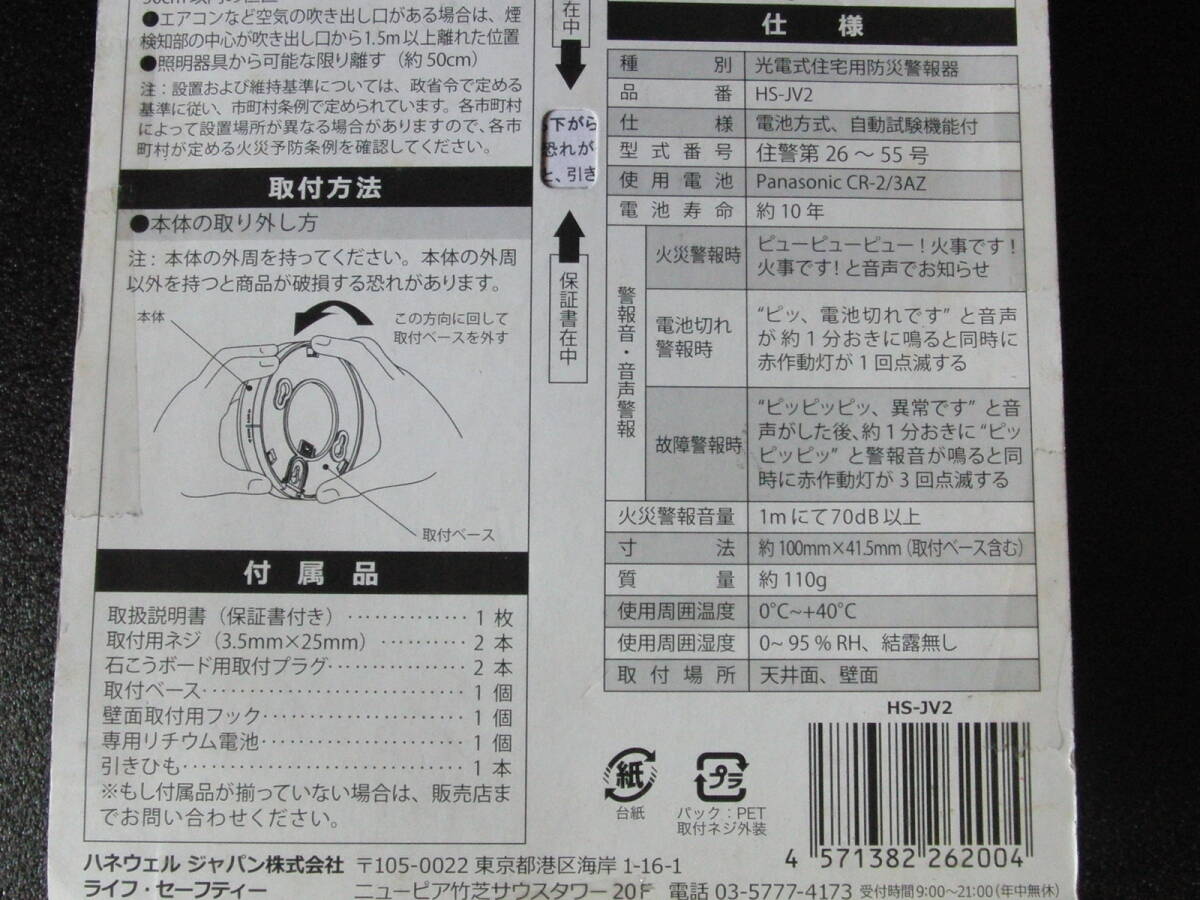 ●エアコンなど空気の吹き出し口がある場合は、煙
検知部の中心が吹き出し口から1.5m以上離れた位置
●照明器具から可能な限り離す（約50cm）
注：設置および維持基準については、政省令で定める
基準に従い、市町村条例で定められています。各市町村
によって設置場所が異なる場合がありますので、各市
町村が定める火災予防条例を確認してください。
取付方法
●本体の取り外し方
注：本体の外周を持ってください。本体の外周
以外を持つと商品が破損する恐れがあります。
本体
この方向に回して
取付ベースを外す
取付ベース
付属品
取扱説明書（保証書付き）‥‥‥‥‥1枚
取付用ネジ（3.5mm×25mm）‥‥‥‥2本
石こうボード用取付プラグ‥‥‥‥‥2本
取付ベース‥‥‥‥‥‥‥‥‥‥‥1個
壁面取付用フック‥‥‥‥‥‥‥‥1個
専用リチウム電池‥‥‥‥‥‥‥‥1個
引きひも‥‥‥‥‥‥‥‥‥‥‥‥1本
※もし付属品が揃っていない場合は、販売店ま
でお問い合わせください。
在中
下がら
恐れが
と、引き
保証書在中
仕様
種別 光電式住宅用防災警報器
品番 HS-JV2
仕様 電池方式、自動試験機能付
型式番号 住警第26～55号
使用電池 Panasonic CR-2/3AZ
電池寿命 約10年
警報音・音声警報
火災警報時 ピューピューピュー！火事です！
火事です！と音声でお知らせ
電池切れ
警報時
“ピッ、電池切れです”と音声
が約1分おきに鳴ると同時に
赤作動灯が1回点滅する
故障警報時
“ピッピッピッ、異常です”と音
声がした後、約1分おきに“ピッ
ピッピッ”と警報音が鳴ると同
時に赤作動灯が3回点滅する
火災警報音量 1mにて70dB以上
寸法 約100mm×41.5mm（取付ベース含む）
質量 約110g
使用周囲温度 0℃~+40℃
使用周囲湿度 0~95％RH、結露無し
取付場所 天井面、壁面
HS-JV2
紙
台紙
プラ
パック：PET
取付ネジ外装
4 571382 262004
ハネウェル ジャパン株式会社 〒105-0022 東京都港区海岸 1-16-1
ライフ・セーフティー ニューピア竹芝サウスタワー 20F 電話 03-5777-4173 受付時間9:00～21:00（年中無休）